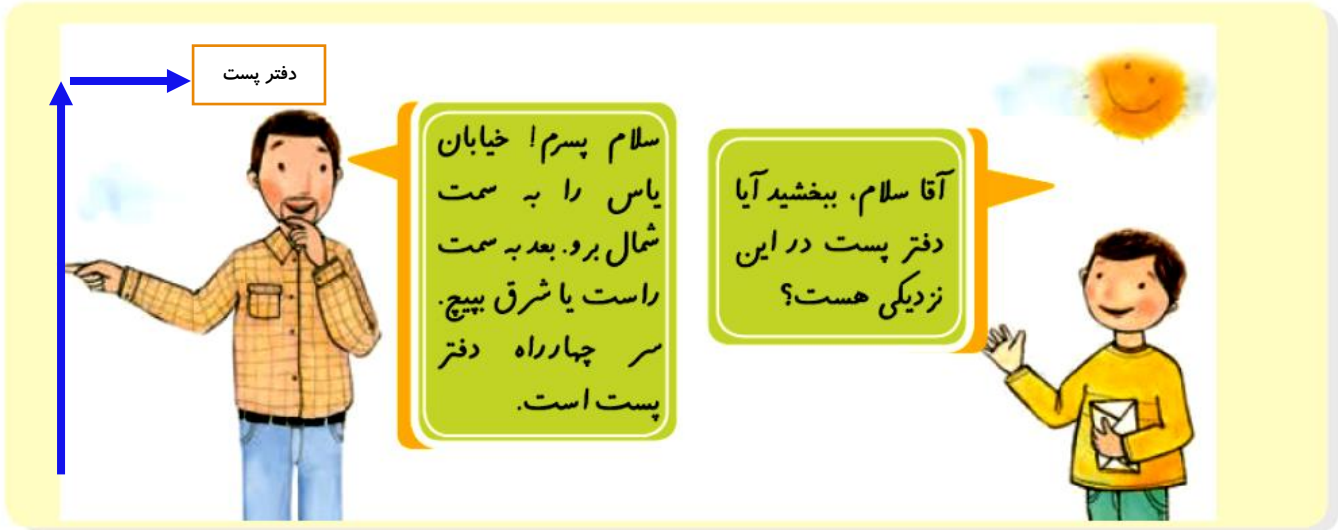 دفتر پست
آقا سلام، ببخشید آیا
دفتر پست در این
نزدیکی هست؟
سلام پسرم! خیابان
یاس را به سمت
شمال برو. بعد به سمت
راست یا شرق بپیچ.
سر چهارراه دفتر
پست است.